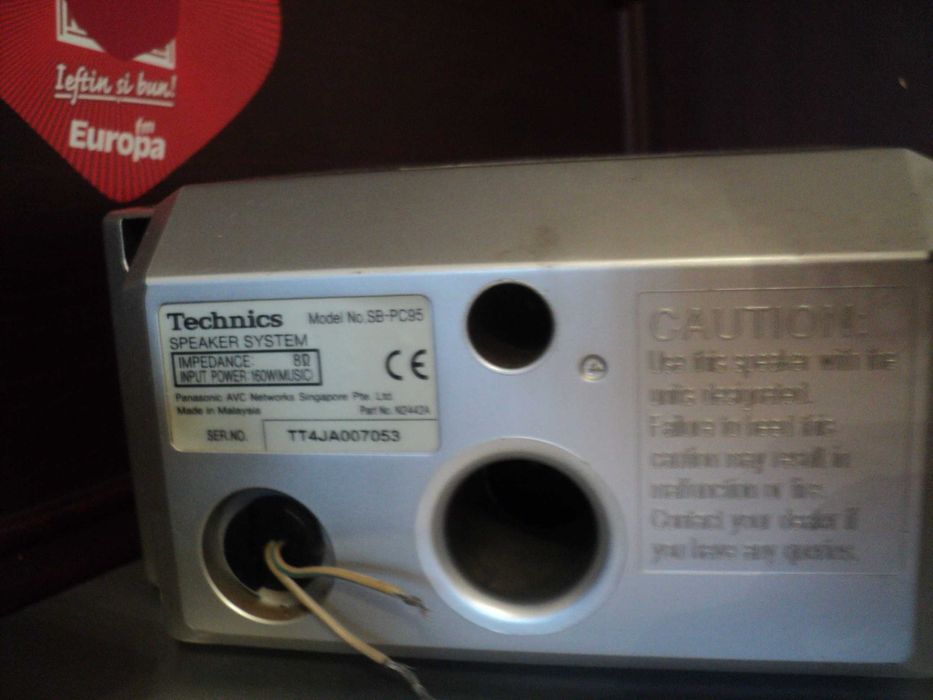 Ieftin și bun!
Europa fm
Technics Model No.SB-PC95
SPEAKER SYSTEM
IMPEDANCE: 8Ω
INPUT POWER 160W(MUSIC)
CE
Panasonic AVC Networks Singapore Pte. Ltd.
Made in Malaysia Part No. N2442A
SER.NO. TT4JA007053
CAUTION:
Use this speaker with the
units designated.
Failure to heed this
caution may result in
malfunction or fire.
Contact your dealer if
you have any queries.